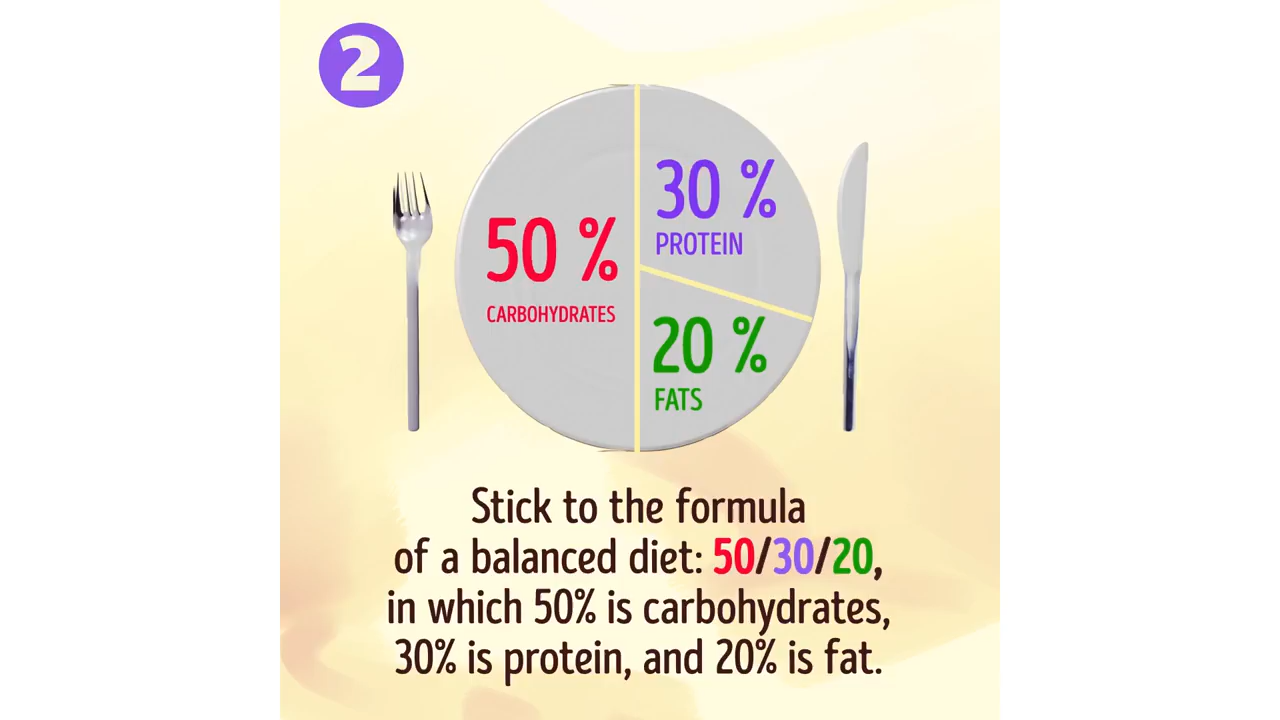 2
50 %
CARBOHYDRATES
30 %
PROTEIN
20 %
FATS
Stick to the formula
of a balanced diet: 50/30/20,
in which 50% is carbohydrates,
30% is protein, and 20% is fat.